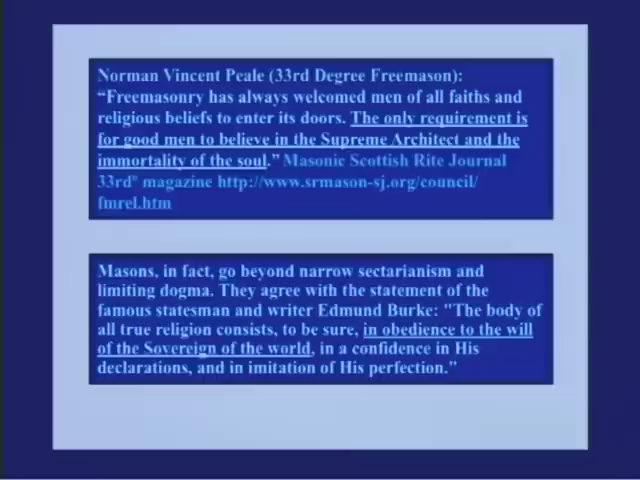 Norman Vincent Peale (33rd Degree Freemason):
“Freemasonry has always welcomed men of all faiths and
religious beliefs to enter its doors. The only requirement is
for good men to believe in the Supreme Architect and the
immortality of the soul.” Masonic Scottish Rite Journal
33rd° magazine http://www.srmason-sj.org/council/
fmrel.htm
Masons, in fact, go beyond narrow sectarianism and
limiting dogma. They agree with the statement of the
famous statesman and writer Edmund Burke: "The body of
all true religion consists, to be sure, in obedience to the will
of the Sovereign of the world, in a confidence in His
declarations, and in imitation of His perfection."